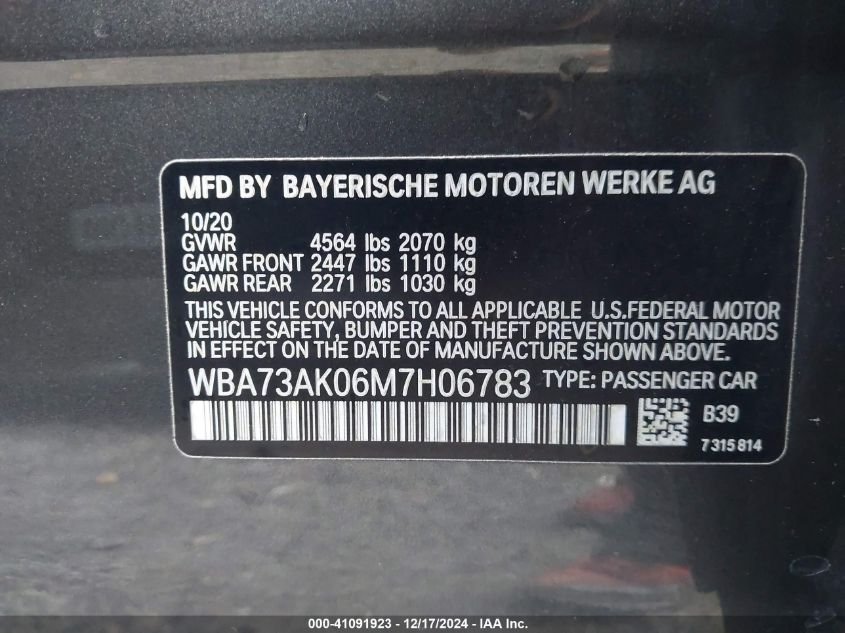 MFD BY BAYERISCHE MOTOREN WERKE AG
10/20
GVWR 4564 lbs 2070 kg
GAWR FRONT 2447 lbs 1110 kg
GAWR REAR 2271 lbs 1030 kg
THIS VEHICLE CONFORMS TO ALL APPLICABLE U.S.FEDERAL MOTOR
VEHICLE SAFETY, BUMPER AND THEFT PREVENTION STANDARDS
IN EFFECT ON THE DATE OF MANUFACTURE SHOWN ABOVE.
WBA73AK06M7H06783 TYPE: PASSENGER CAR
B39
7315814
000-41091923 - 12/17/2024 - IAA Inc.